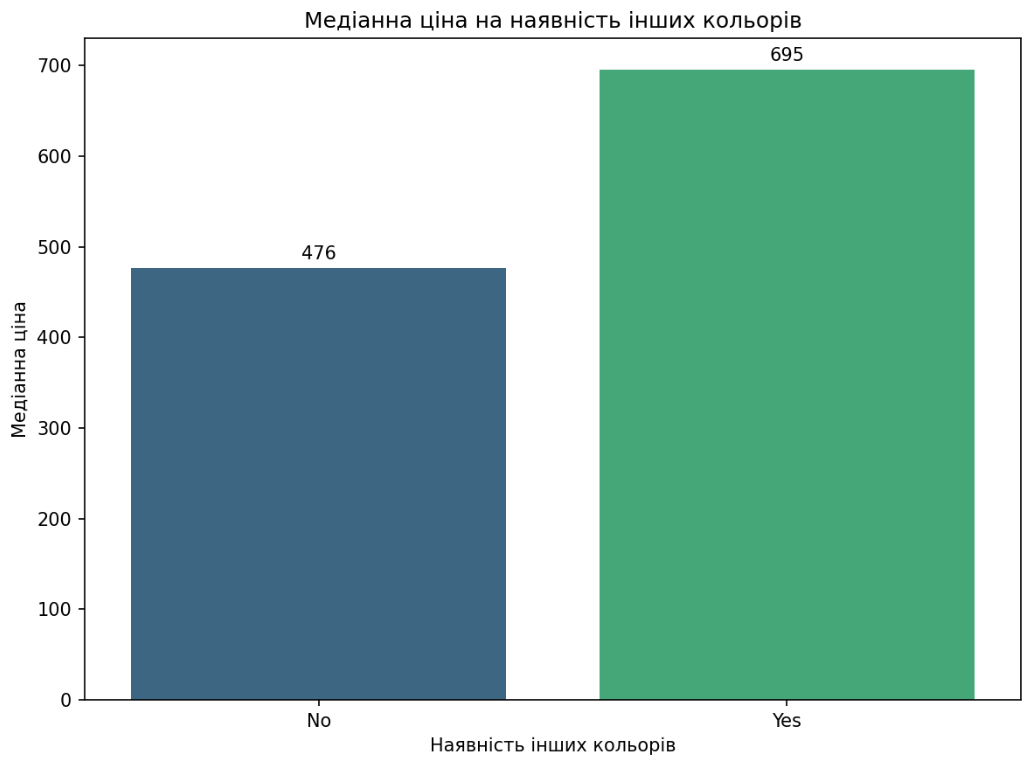 Медіанна ціна на наявність інших кольорів
695
476
700
600
500
400
300
200
100
0
Медіанна ціна
No
Yes
Наявність інших кольорів